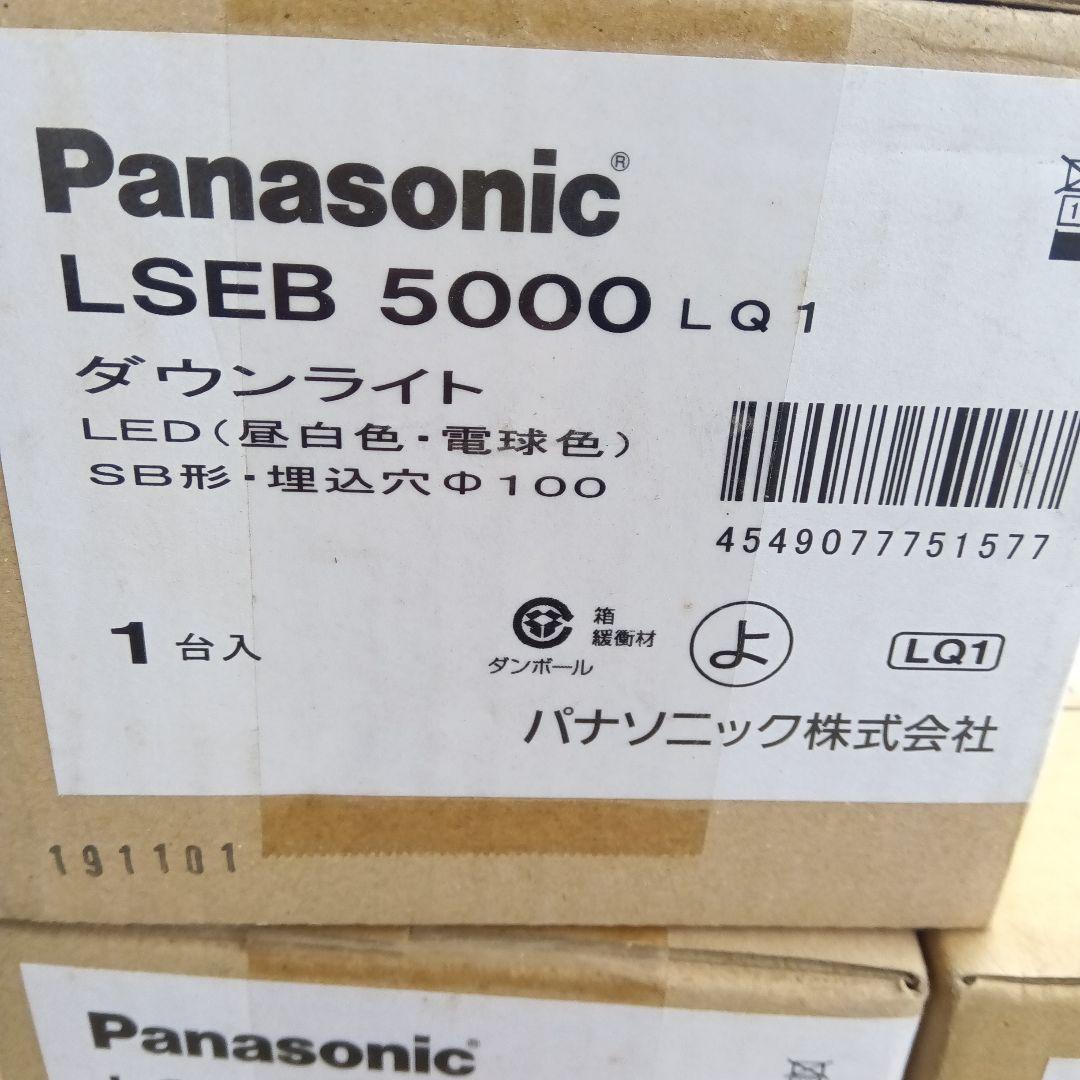 Panasonic®
LSEB 5000 LQ1
ダウンライト
LED(昼白色・電球色)
SB形・埋込穴Φ100
4549077751577
1台入
箱
緩衝材
ダンボール
よ
LQ1
パナソニック株式会社
191101
Panasonic®